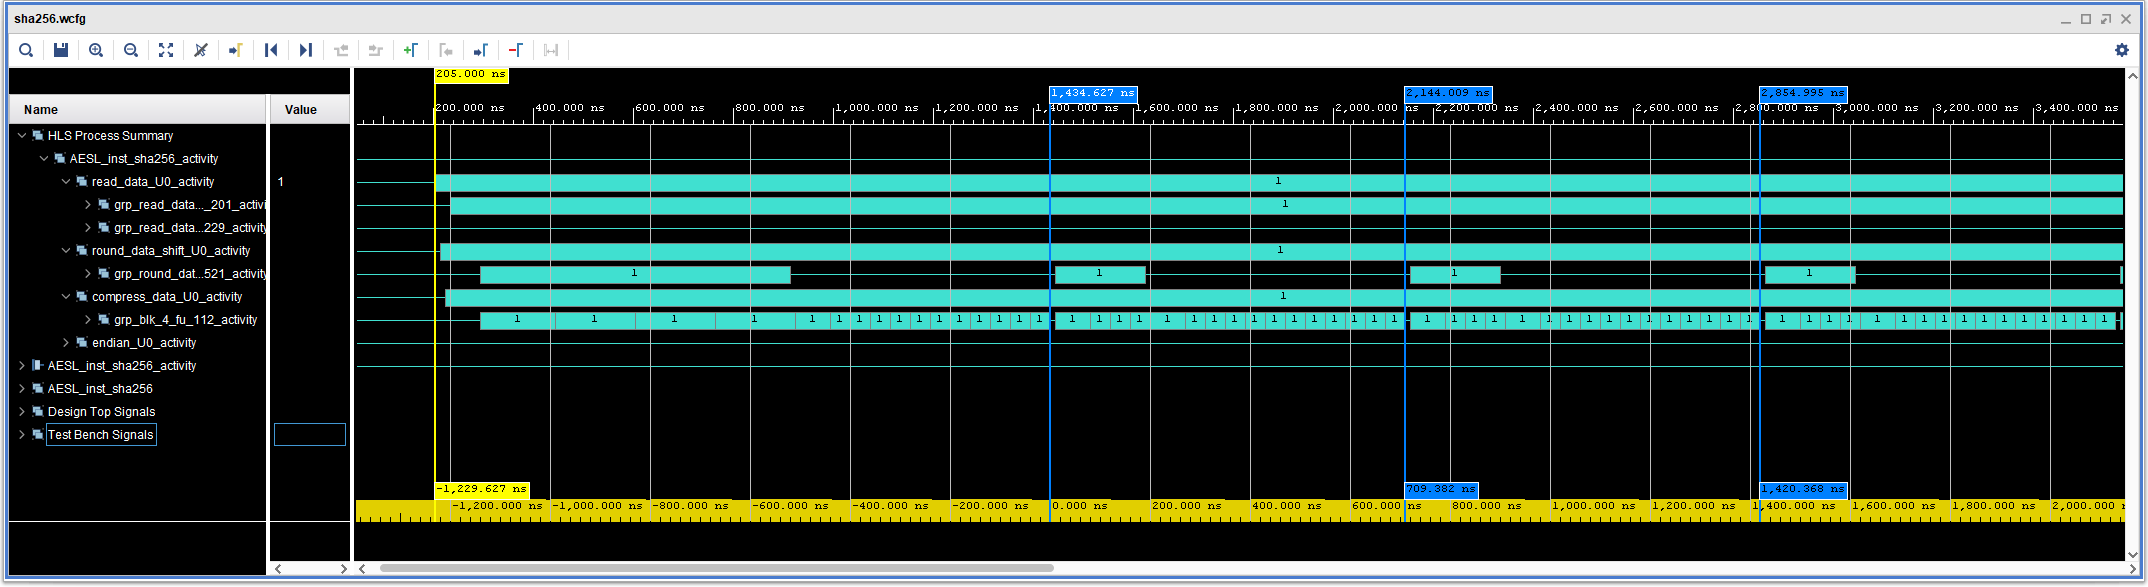 sha256.wcfg
205.000 ns
1,434.627 ns 2,144.009 ns 2,854.995 ns
Name Value
200.000 ns 400.000 ns 600.000 ns 800.000 ns 1,000.000 ns 1,200.000 ns 1,400.000 ns 1,600.000 ns 1,800.000 ns 2,000.000 ns 2,200.000 ns 2,400.000 ns 2,600.000 ns 2,800.000 ns 3,000.000 ns 3,200.000 ns 3,400.000 ns
HLS Process Summary
AESL_inst_sha256_activity
read_data_U0_activity 1 1
grp_read_data..._201_activi 1
grp_read_data...229_activity
round_data_shift_U0_activity 1
grp_round_dat...521_activity 1 1 1 1
compress_data_U0_activity 1
grp_blk_4_fu_112_activity 1 1 1 1 1 1 1 1 1 1 1 1 1 1 1 1 1 1 1 1 1 1 1 1 1 1 1 1 1 1 1 1 1 1 1 1 1 1 1 1 1 1 1 1 1 1 1 1 1 1 1 1 1 1 1 1 1 1 1 1 1 1
endian_U0_activity
AESL_inst_sha256_activity
AESL_inst_sha256
Design Top Signals
Test Bench Signals
-1,229.627 ns 709.382 ns 1,420.368 ns
-1,200.000 ns -1,000.000 ns -800.000 ns -600.000 ns -400.000 ns -200.000 ns 0.000 ns 200.000 ns 400.000 ns 600.000 ns 800.000 ns 1,000.000 ns 1,200.000 ns 1,400.000 ns 1,600.000 ns 1,800.000 ns 2,000.000